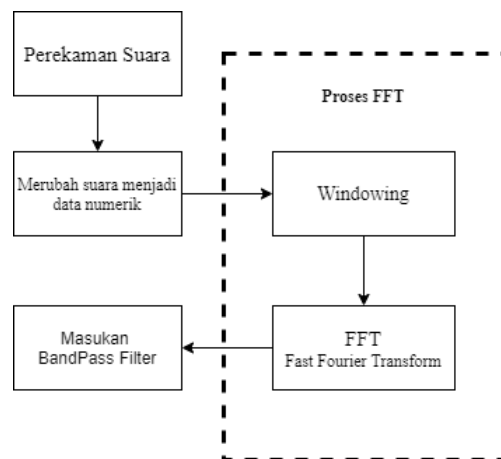 Perekaman Suara
Proses FFT
Merubah suara menjadi
data numerik
Windowing
Masukan
BandPass Filter
FFT
Fast Fourier Transform